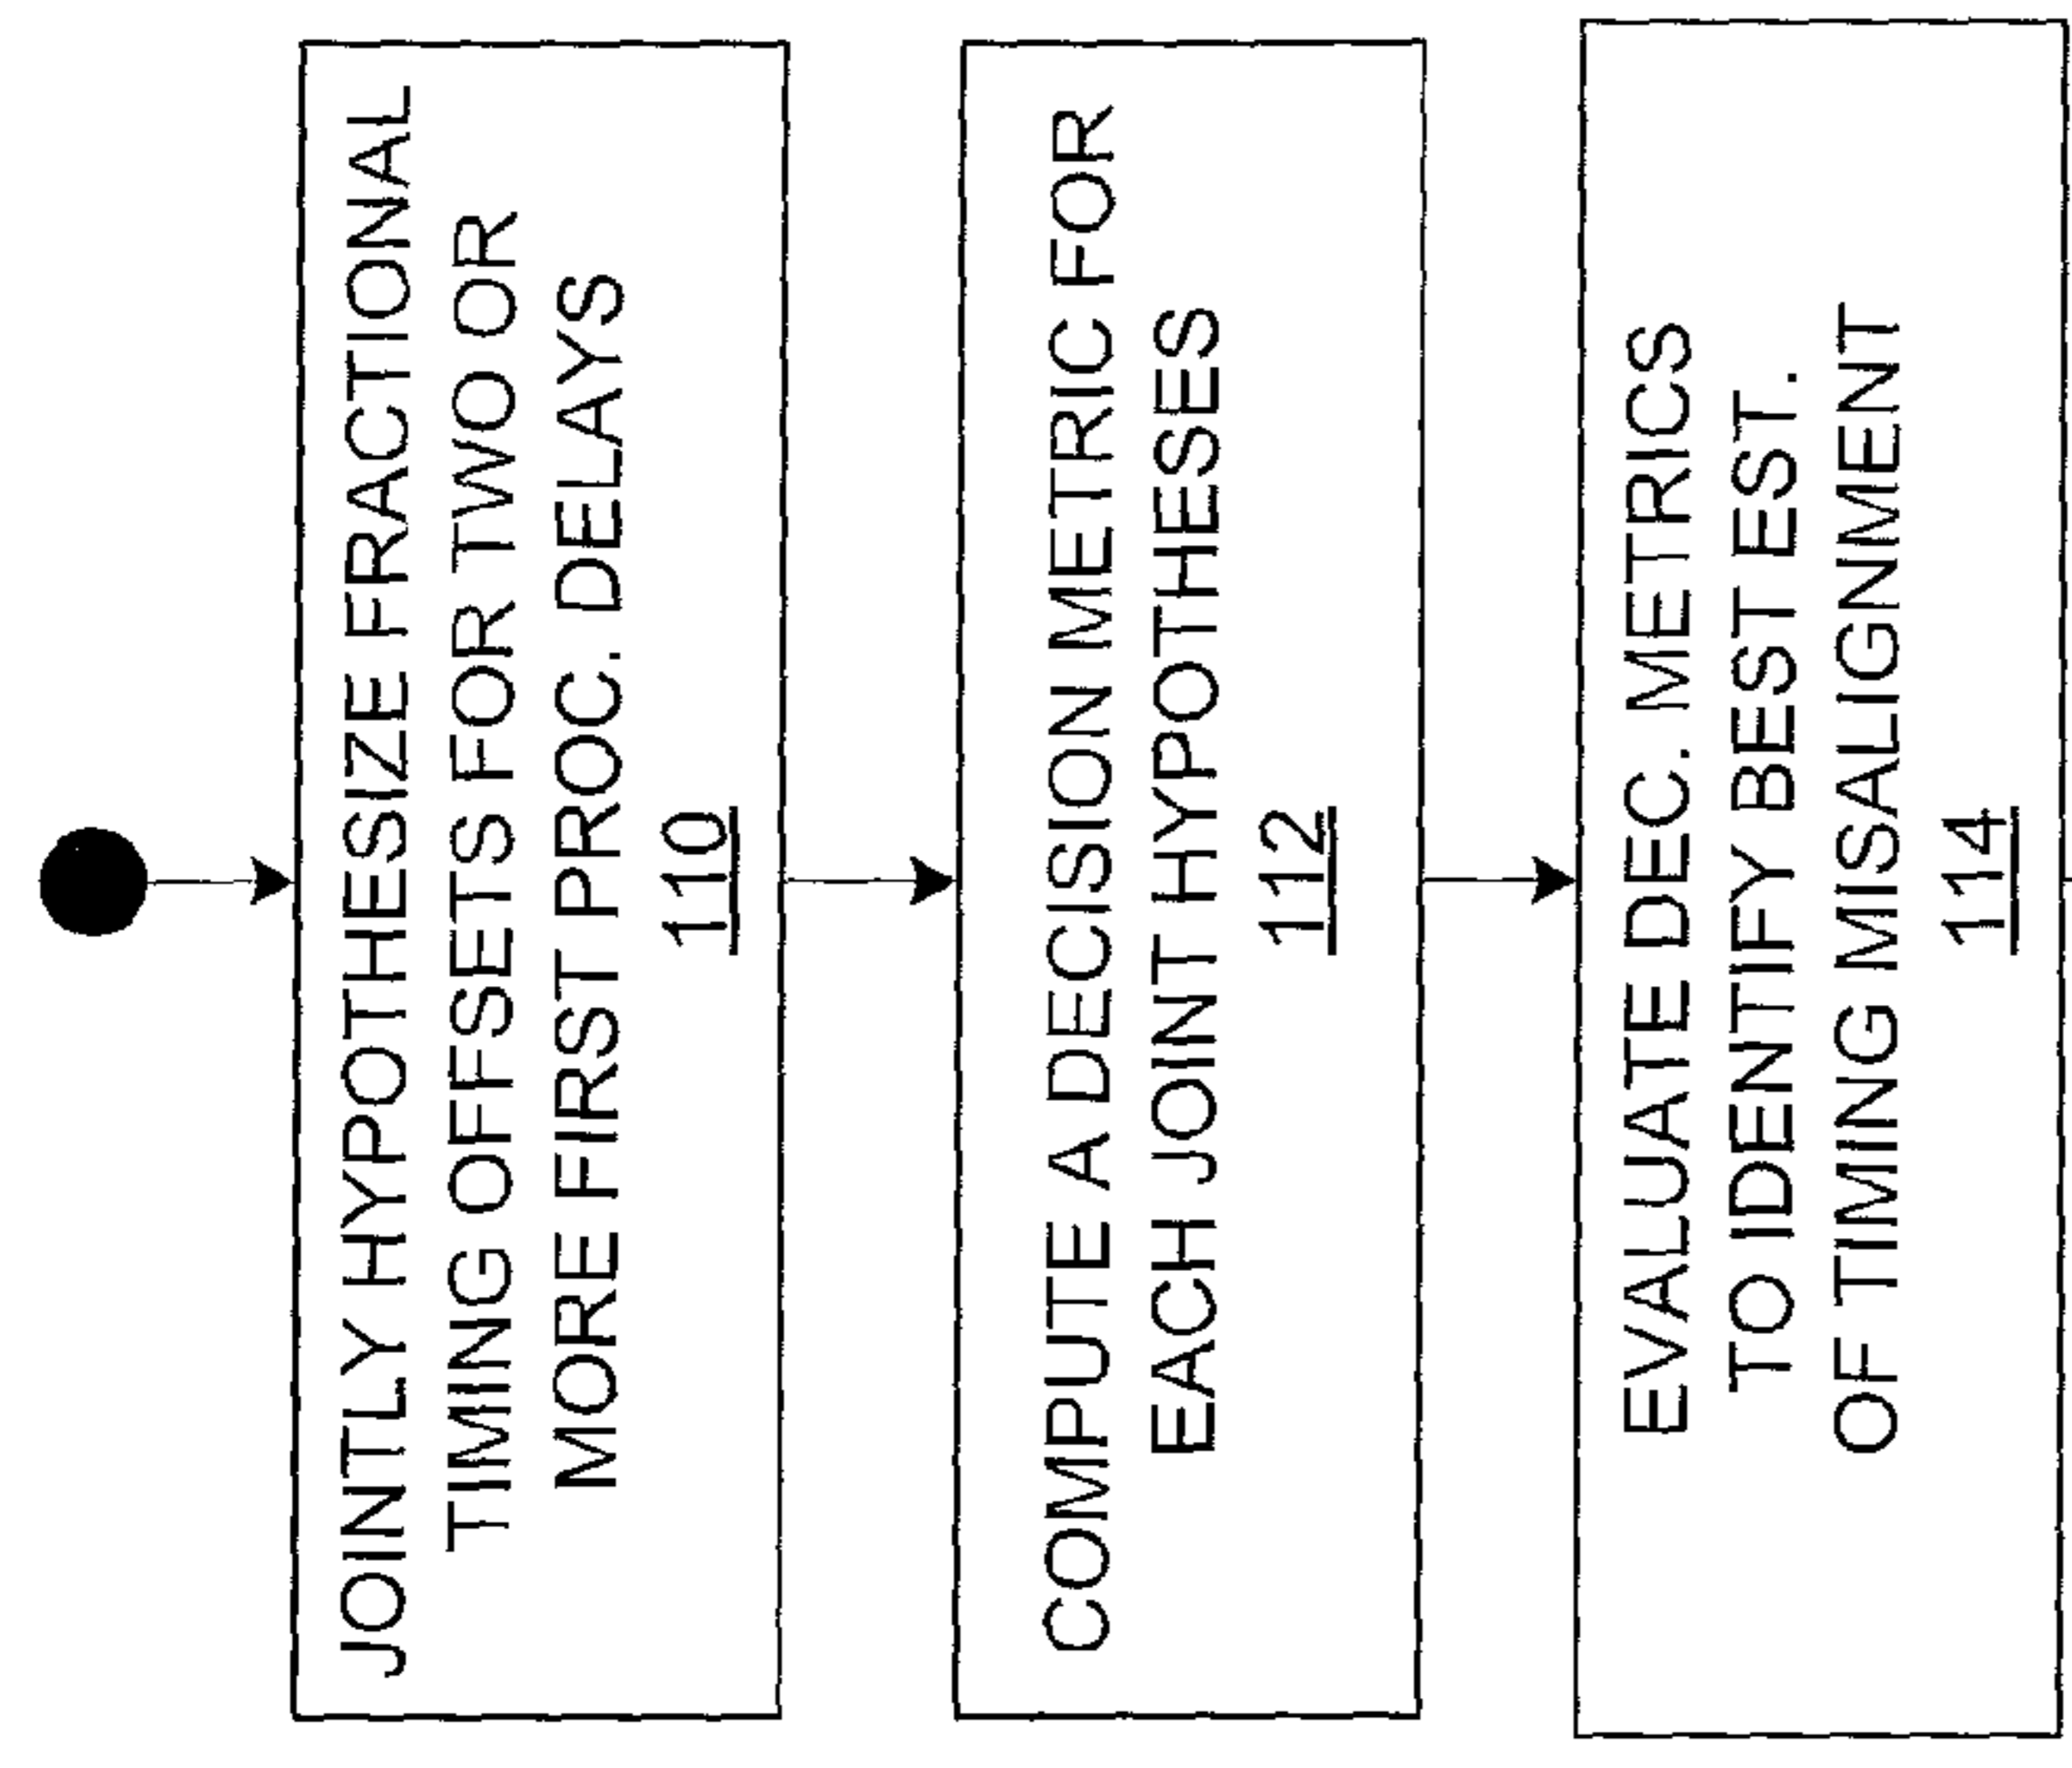 JOINTLY HYPOTHESIZE FRACTIONAL
TIMING OFFSETS FOR TWO OR
MORE FIRST PROC. DELAYS
110
COMPUTE A DECISION METRIC FOR
EACH JOINT HYPOTHESES
112
EVALUATE DEC. METRICS
TO IDENTIFY BEST EST.
OF TIMING MISALIGNMENT
114